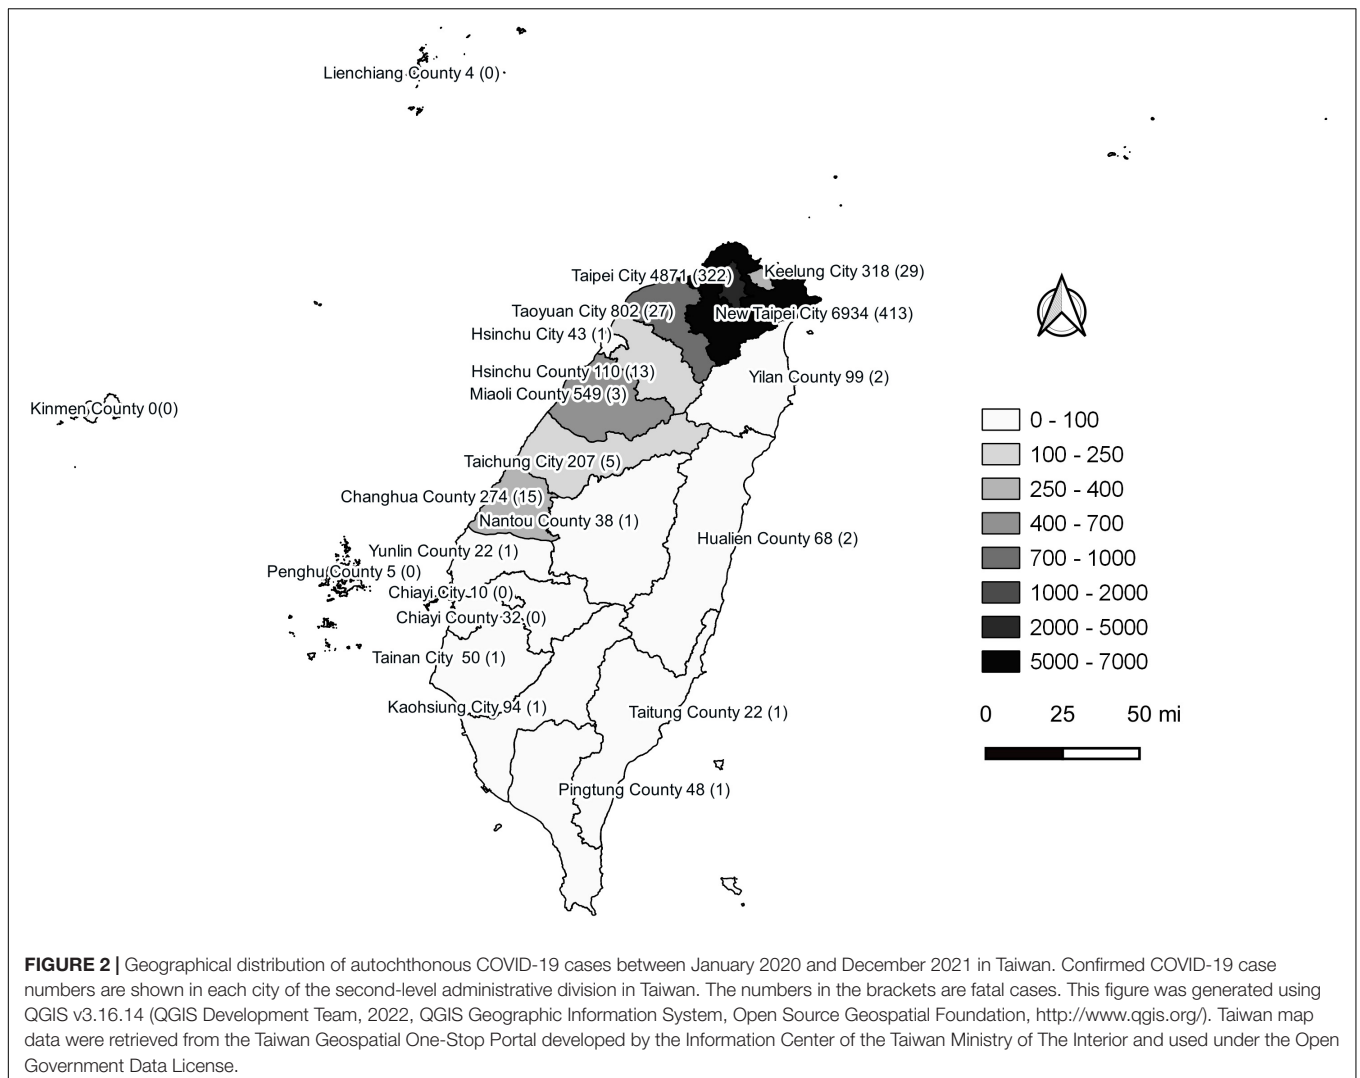 Lienchiang County 4 (0)
Taipei City 4871 (322)
Keelung City 318 (29)
Taoyuan City 802 (27)
New Taipei City 6934 (413)
Hsinchu City 43 (1)
Hsinchu County 110 (13)
Yilan County 99 (2)
Miaoli County 549 (3)
Kinmen County 0(0)
Taichung City 207 (5)
Changhua County 274 (15)
Nantou County 38 (1)
Hualien County 68 (2)
Yunlin County 22 (1)
Penghu County 5 (0)
Chiayi City 10 (0)
Chiayi County 32 (0)
Tainan City 50 (1)
Kaohsiung City 94 (1)
Taitung County 22 (1)
Pingtung County 48 (1)
0 - 100
100 - 250
250 - 400
400 - 700
700 - 1000
1000 - 2000
2000 - 5000
5000 - 7000
0 25 50 mi
FIGURE 2 | Geographical distribution of autochthonous COVID-19 cases between January 2020 and December 2021 in Taiwan. Confirmed COVID-19 case
numbers are shown in each city of the second-level administrative division in Taiwan. The numbers in the brackets are fatal cases. This figure was generated using
QGIS v3.16.14 (QGIS Development Team, 2022, QGIS Geographic Information System, Open Source Geospatial Foundation, http://www.qgis.org/). Taiwan map
data were retrieved from the Taiwan Geospatial One-Stop Portal developed by the Information Center of the Taiwan Ministry of The Interior and used under the Open
Government Data License.